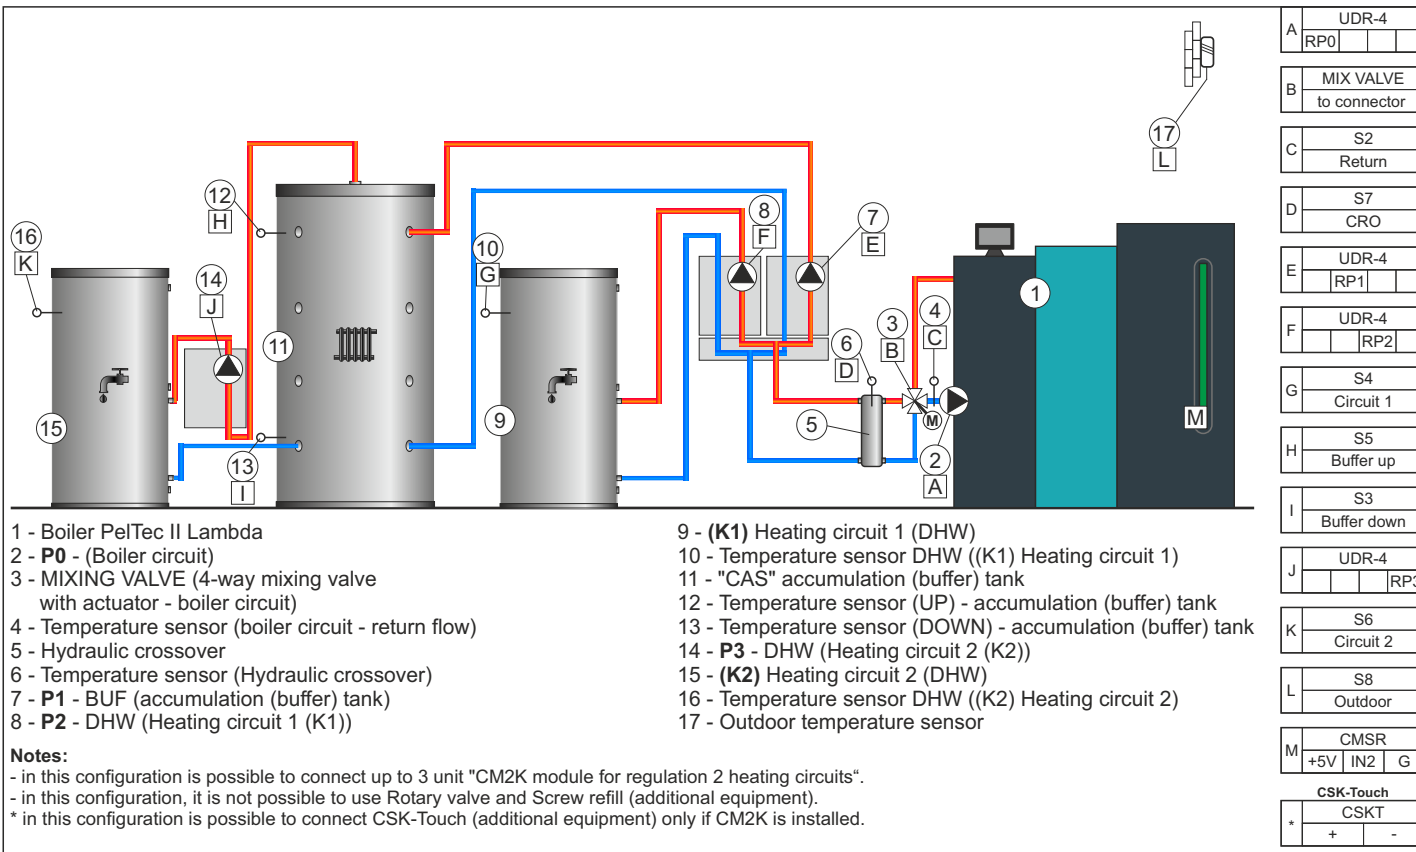 17
L
12
H
8
F
7
E
16
K
10
G
14
J
1
3
B
4
C
6
D
11
M
15
9
5
M
13
I
2
A
1 - Boiler PelTec II Lambda
2 - P0 - (Boiler circuit)
3 - MIXING VALVE (4-way mixing valve
with actuator - boiler circuit)
4 - Temperature sensor (boiler circuit - return flow)
5 - Hydraulic crossover
6 - Temperature sensor (Hydraulic crossover)
7 - P1 - BUF (accumulation (buffer) tank)
8 - P2 - DHW (Heating circuit 1 (K1))
9 - (K1) Heating circuit 1 (DHW)
10 - Temperature sensor DHW ((K1) Heating circuit 1)
11 - "CAS" accumulation (buffer) tank
12 - Temperature sensor (UP) - accumulation (buffer) tank
13 - Temperature sensor (DOWN) - accumulation (buffer) tank
14 - P3 - DHW (Heating circuit 2 (K2))
15 - (K2) Heating circuit 2 (DHW)
16 - Temperature sensor DHW ((K2) Heating circuit 2)
17 - Outdoor temperature sensor
Notes:
- in this configuration is possible to connect up to 3 unit "CM2K module for regulation 2 heating circuits“.
- in this configuration, it is not possible to use Rotary valve and Screw refill (additional equipment).
* in this configuration is possible to connect CSK-Touch (additional equipment) only if CM2K is installed.
A UDR-4
RP0
B MIX VALVE
to connector
C S2
Return
D S7
CRO
E UDR-4
RP1
F UDR-4
RP2
G S4
Circuit 1
H S5
Buffer up
I S3
Buffer down
J UDR-4
RP3
K S6
Circuit 2
L S8
Outdoor
M CMSR
+5V IN2 G
CSK-Touch
* CSKT
+ -